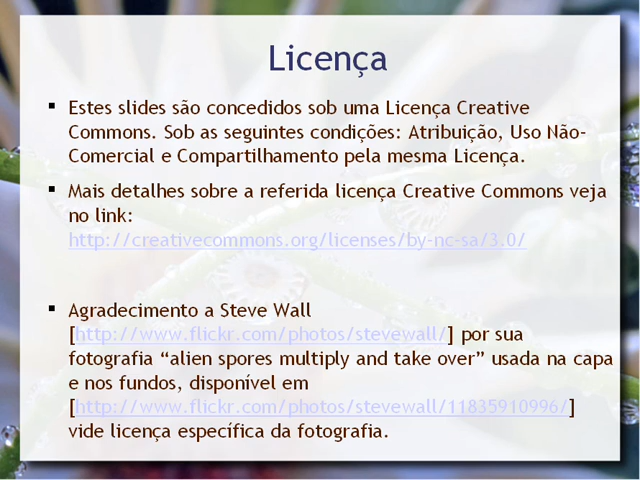 Licença
▪ Estes slides são concedidos sob uma Licença Creative
Commons. Sob as seguintes condições: Atribuição, Uso Não-
Comercial e Compartilhamento pela mesma Licença.
▪ Mais detalhes sobre a referida licença Creative Commons veja
no link:
http://creativecommons.org/licenses/by-nc-sa/3.0/
▪ Agradecimento a Steve Wall
[http://www.flickr.com/photos/stevewall/] por sua
fotografia “alien spores multiply and take over” usada na capa
e nos fundos, disponível em
[http://www.flickr.com/photos/stevewall/11835910996/]
vide licença específica da fotografia.